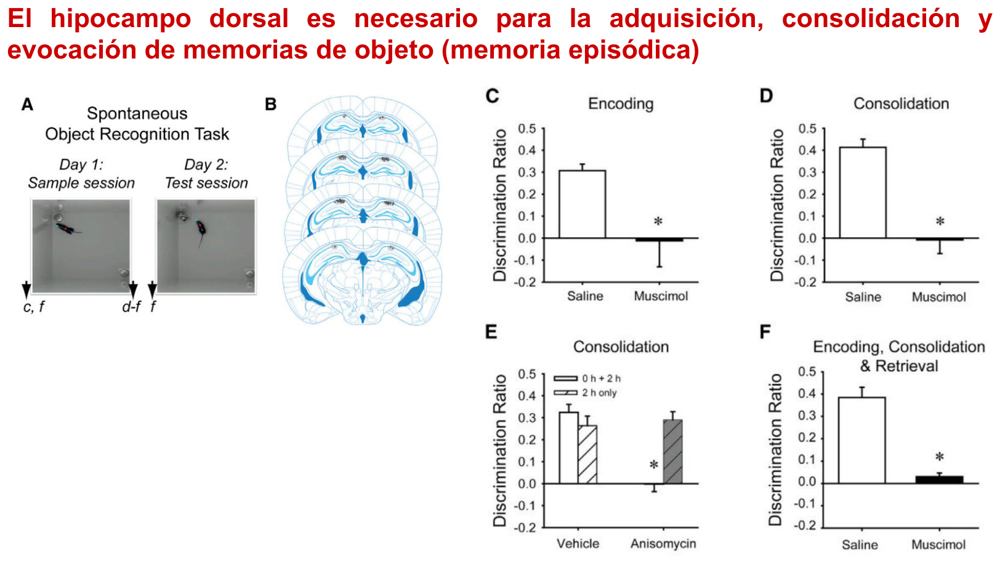 El hipocampo dorsal es necesario para la adquisición, consolidación y
evocación de memorias de objeto (memoria episódica)
A
Spontaneous
Object Recognition Task
Day 1:
Sample session
Day 2:
Test session
c, f
d-f
f
B
C
Encoding
Discrimination Ratio
0.5
0.4
0.3
0.2
0.1
0.0
-0.1
-0.2
*
Saline
Muscimol
D
Consolidation
Discrimination Ratio
0.5
0.4
0.3
0.2
0.1
0.0
-0.1
-0.2
*
Saline
Muscimol
E
Consolidation
Discrimination Ratio
0.5
0.4
0.3
0.2
0.1
0.0
-0.1
-0.2
0 h + 2 h
2 h only
*
Vehicle
Anisomycin
F
Encoding, Consolidation
& Retrieval
Discrimination Ratio
0.5
0.4
0.3
0.2
0.1
0.0
-0.1
-0.2
*
Saline
Muscimol